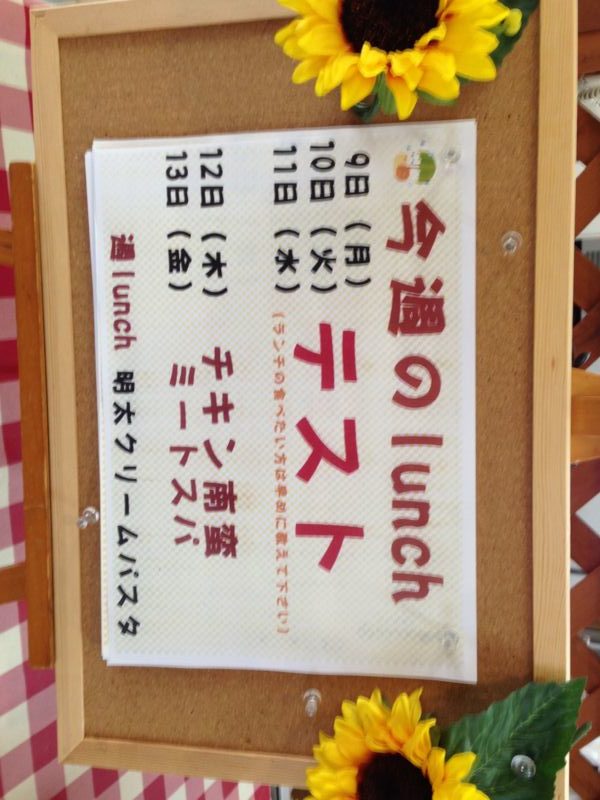 今週のlunch
9日（月）
10日（火） テスト
11日（水）
（ランチの食べたい方は事前に教えて下さい）
12日（木） チキン南蛮
13日（金） ミートスパ
週lunch 明太クリームパスタ